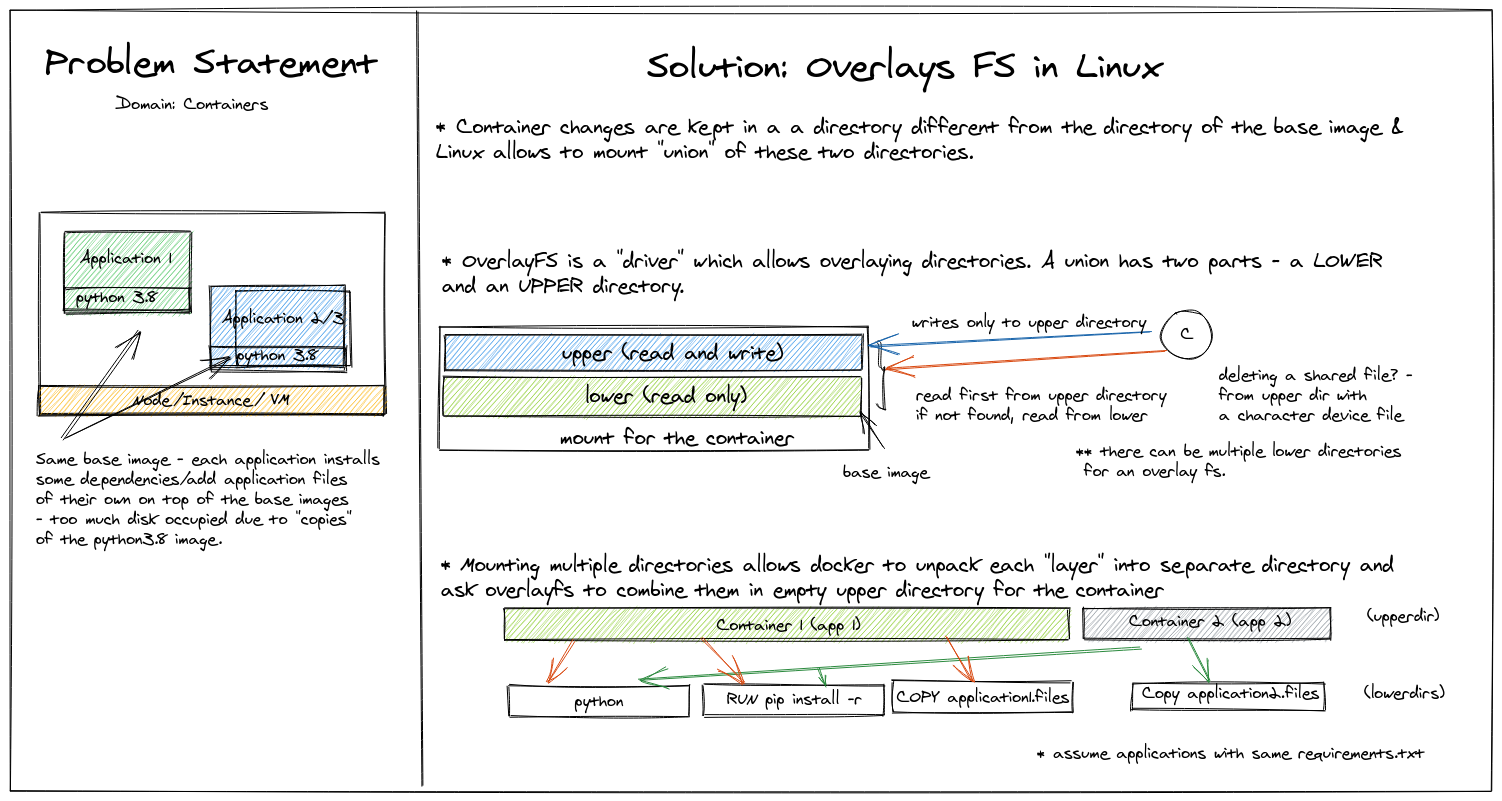 Problem Statement
Domain: Containers
Application 1
python 3.8
Application 2/3
python 3.8
Node/Instance/ VM
Same base image - each application installs
some dependencies/add application files
of their own on top of the base images
- too much disk occupied due to "copies"
of the python3.8 image.
Solution: Overlays FS in Linux
* Container changes are kept in a a directory different from the directory of the base image &
Linux allows to mount "union" of these two directories.
* OverlayFS is a "driver" which allows overlaying directories. A union has two parts - a LOWER
and an UPPER directory.
upper (read and write)
lower (read only)
mount for the container
base image
writes only to upper directory
C
read first from upper directory
if not found, read from lower
deleting a shared file? -
from upper dir with
a character device file
** there can be multiple lower directories
for an overlay fs.
* Mounting multiple directories allows docker to unpack each "layer" into separate directory and
ask overlayfs to combine them in empty upper directory for the container
Container 1 (app 1)
Container 2 (app 2)
(upperdir)
python
RUN pip install -r
COPY application1.files
Copy application2.files
(lowerdirs)
* assume applications with same requirements.txt